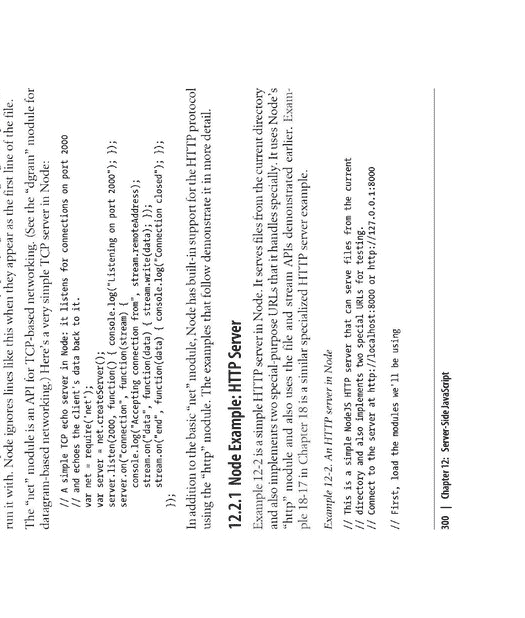 run it with. Node ignores lines like this when they appear as the first line of the file.
The “net” module is an API for TCP-based networking. (See the “dgram” module for
datagram-based networking.) Here's a very simple TCP server in Node:
// A simple TCP echo server in Node: it listens for connections on port 2000
// and echoes the client's data back to it.
var net = require('net');
var server = net.createServer();
server.listen(2000, function() { console.log("Listening on port 2000"); });
server.on("connection", function(stream) {
console.log("Accepting connection from", stream.remoteAddress);
stream.on("data", function(data) { stream.write(data); });
stream.on("end", function(data) { console.log("Connection closed"); });
});
In addition to the basic “net” module, Node has built-in support for the HTTP protocol
using the “http” module. The examples that follow demonstrate it in more detail.
12.2.1 Node Example: HTTP Server
Example 12-2 is a simple HTTP server in Node. It serves files from the current directory
and also implements two special-purpose URLs that it handles specially. It uses Node's
“http” module and also uses the file and stream APIs demonstrated earlier. Exam-
ple 18-17 in Chapter 18 is a similar specialized HTTP server example.
Example 12-2. An HTTP server in Node
// This is a simple NodeJS HTTP server that can serve files from the current
// directory and also implements two special URLs for testing.
// Connect to the server at http://localhost:8000 or http://127.0.0.1:8000
// First, load the modules we'll be using
300 | Chapter 12: Server-Side JavaScript